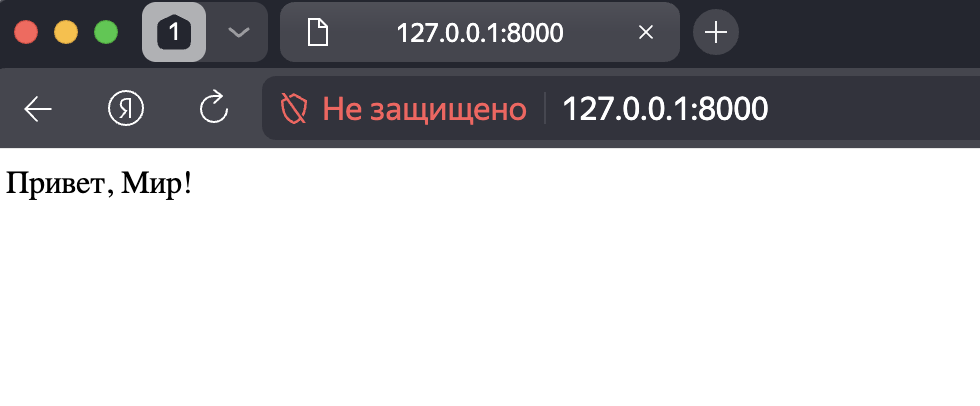 1
127.0.0.1:8000
Я
Не защищено
127.0.0.1:8000
Привет, Мир!